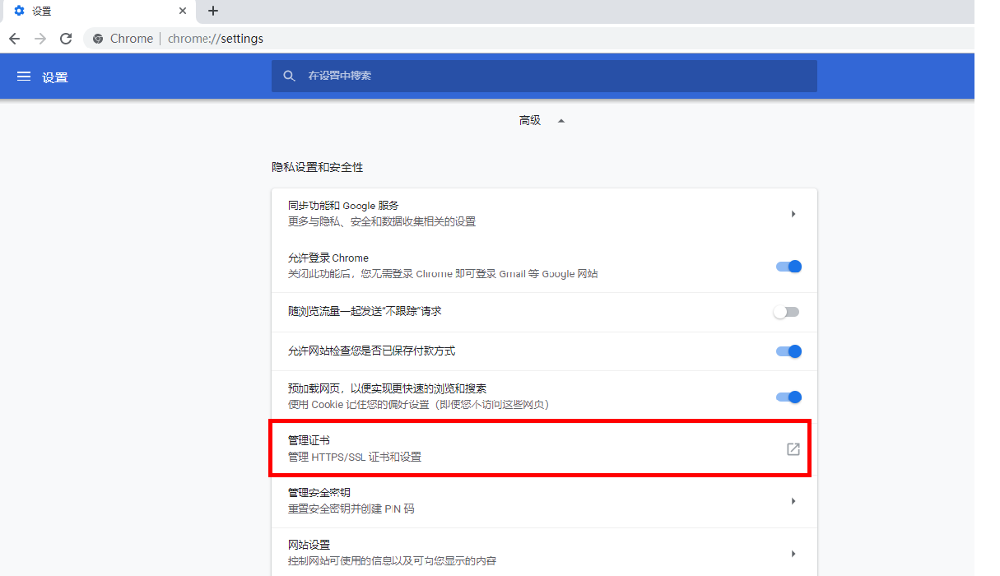 设置
Chrome | chrome://settings
设置
在设置中搜索
高级
隐私设置和安全性
同步功能和 Google 服务
更多与隐私、安全和数据收集相关的设置
允许登录 Chrome
关闭此功能后，您无需登录 Chrome 即可登录 Gmail 等 Google 网站
随浏览流量一起发送“不跟踪”请求
允许网站检查您是否已保存付款方式
预加载网页，以便实现更快速的浏览和搜索
使用 Cookie 记住您的偏好设置（即使您不访问这些网页）
管理证书
管理 HTTPS/SSL 证书和设置
管理安全密钥
重置安全密钥并创建 PIN 码
网站设置
控制网站可使用的信息以及可向您显示的内容